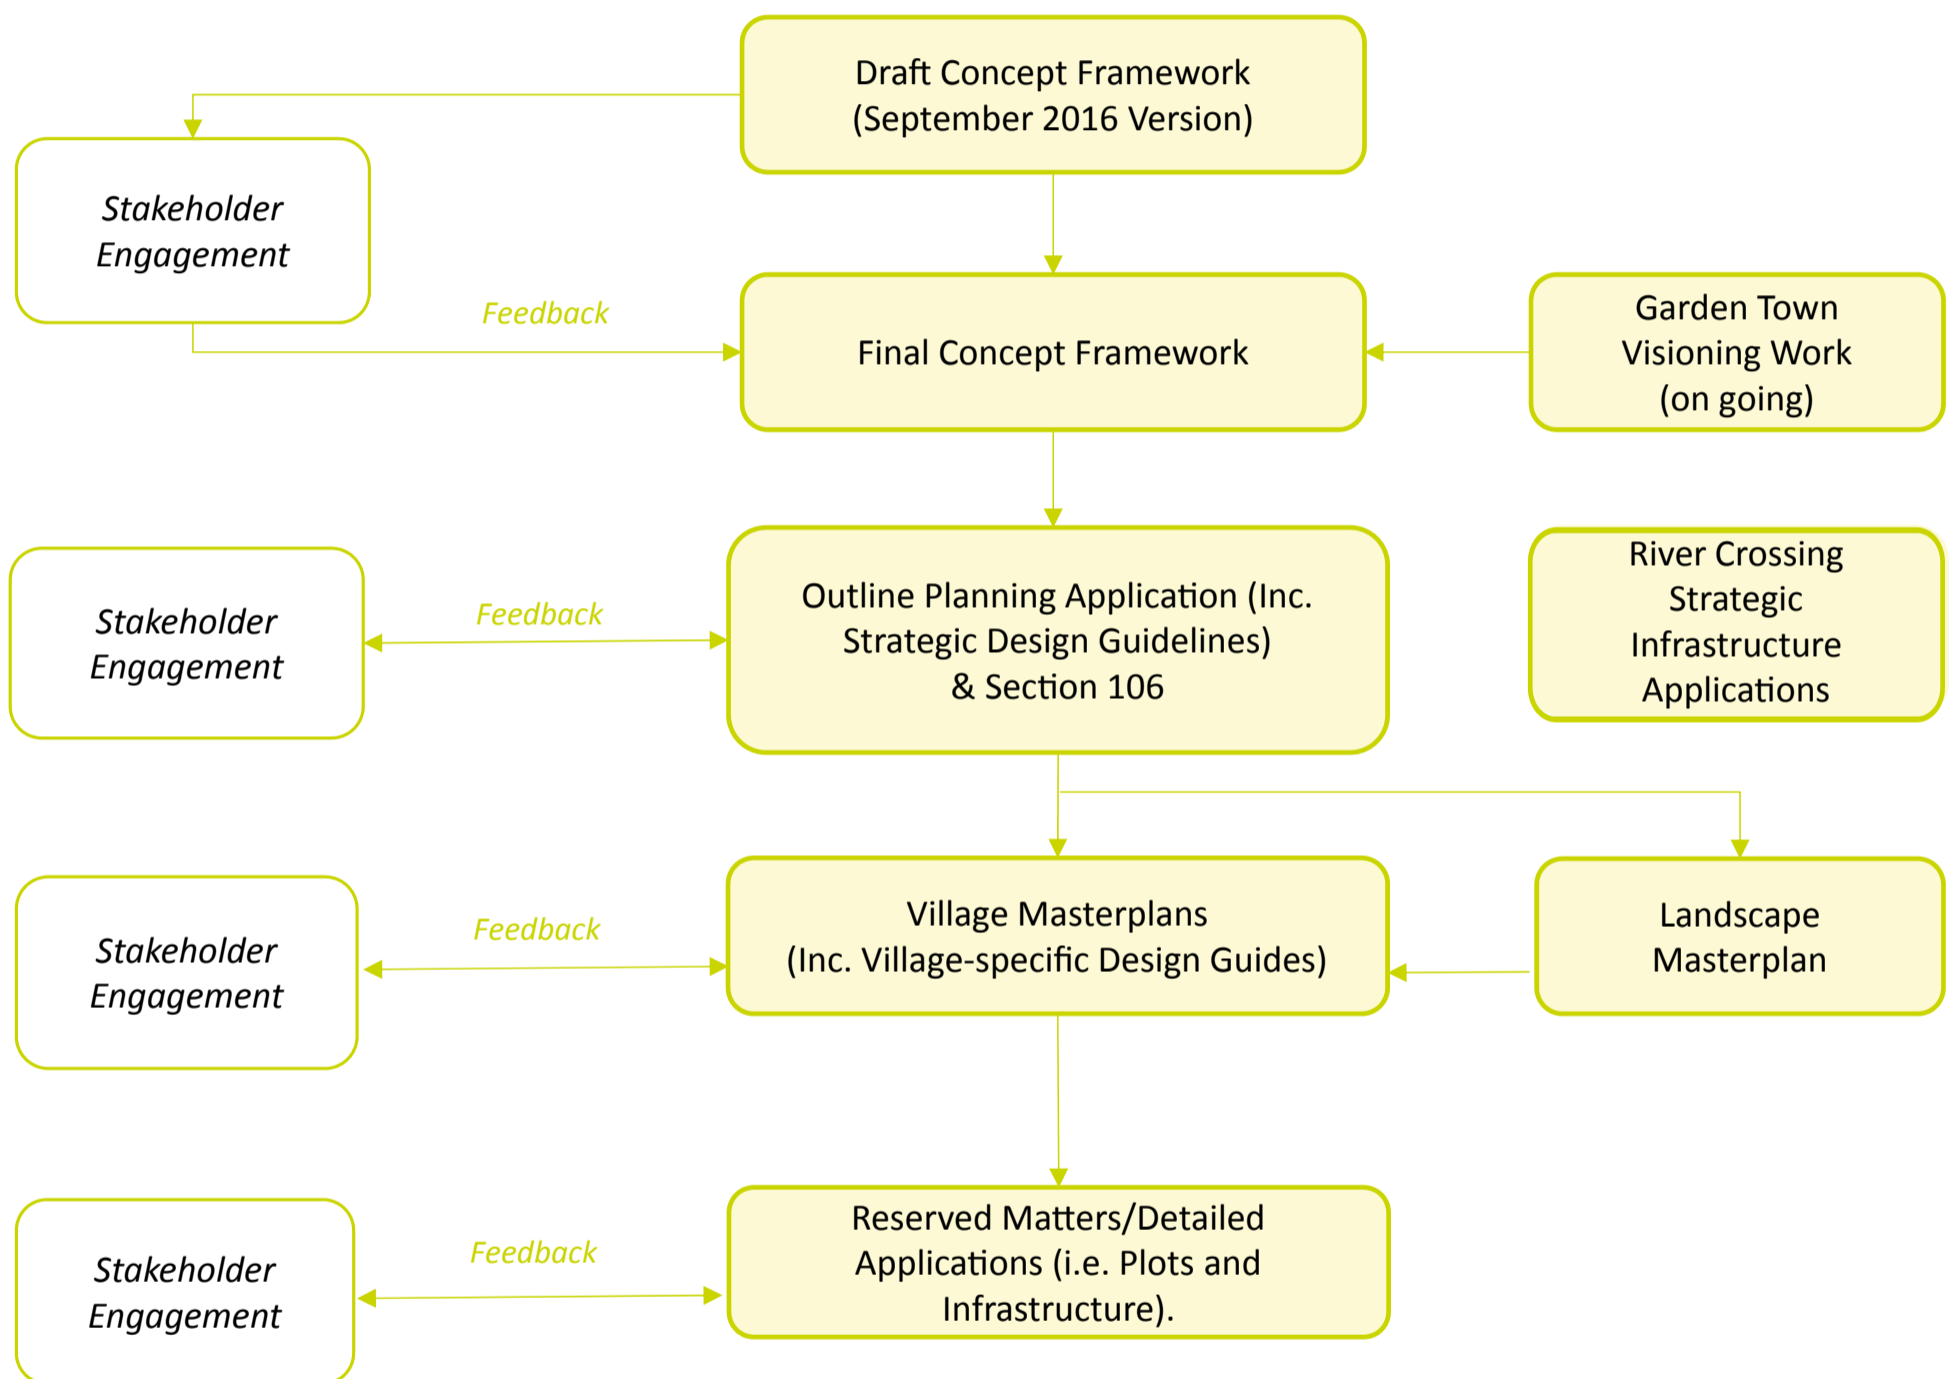 Draft Concept Framework
(September 2016 Version)
Stakeholder
Engagement
Feedback
Final Concept Framework
Garden Town
Visioning Work
(on going)
Stakeholder
Engagement
Feedback
Outline Planning Application (Inc.
Strategic Design Guidelines)
& Section 106
River Crossing
Strategic
Infrastructure
Applications
Stakeholder
Engagement
Feedback
Village Masterplans
(Inc. Village-specific Design Guides)
Landscape
Masterplan
Stakeholder
Engagement
Feedback
Reserved Matters/Detailed
Applications (i.e. Plots and
Infrastructure).